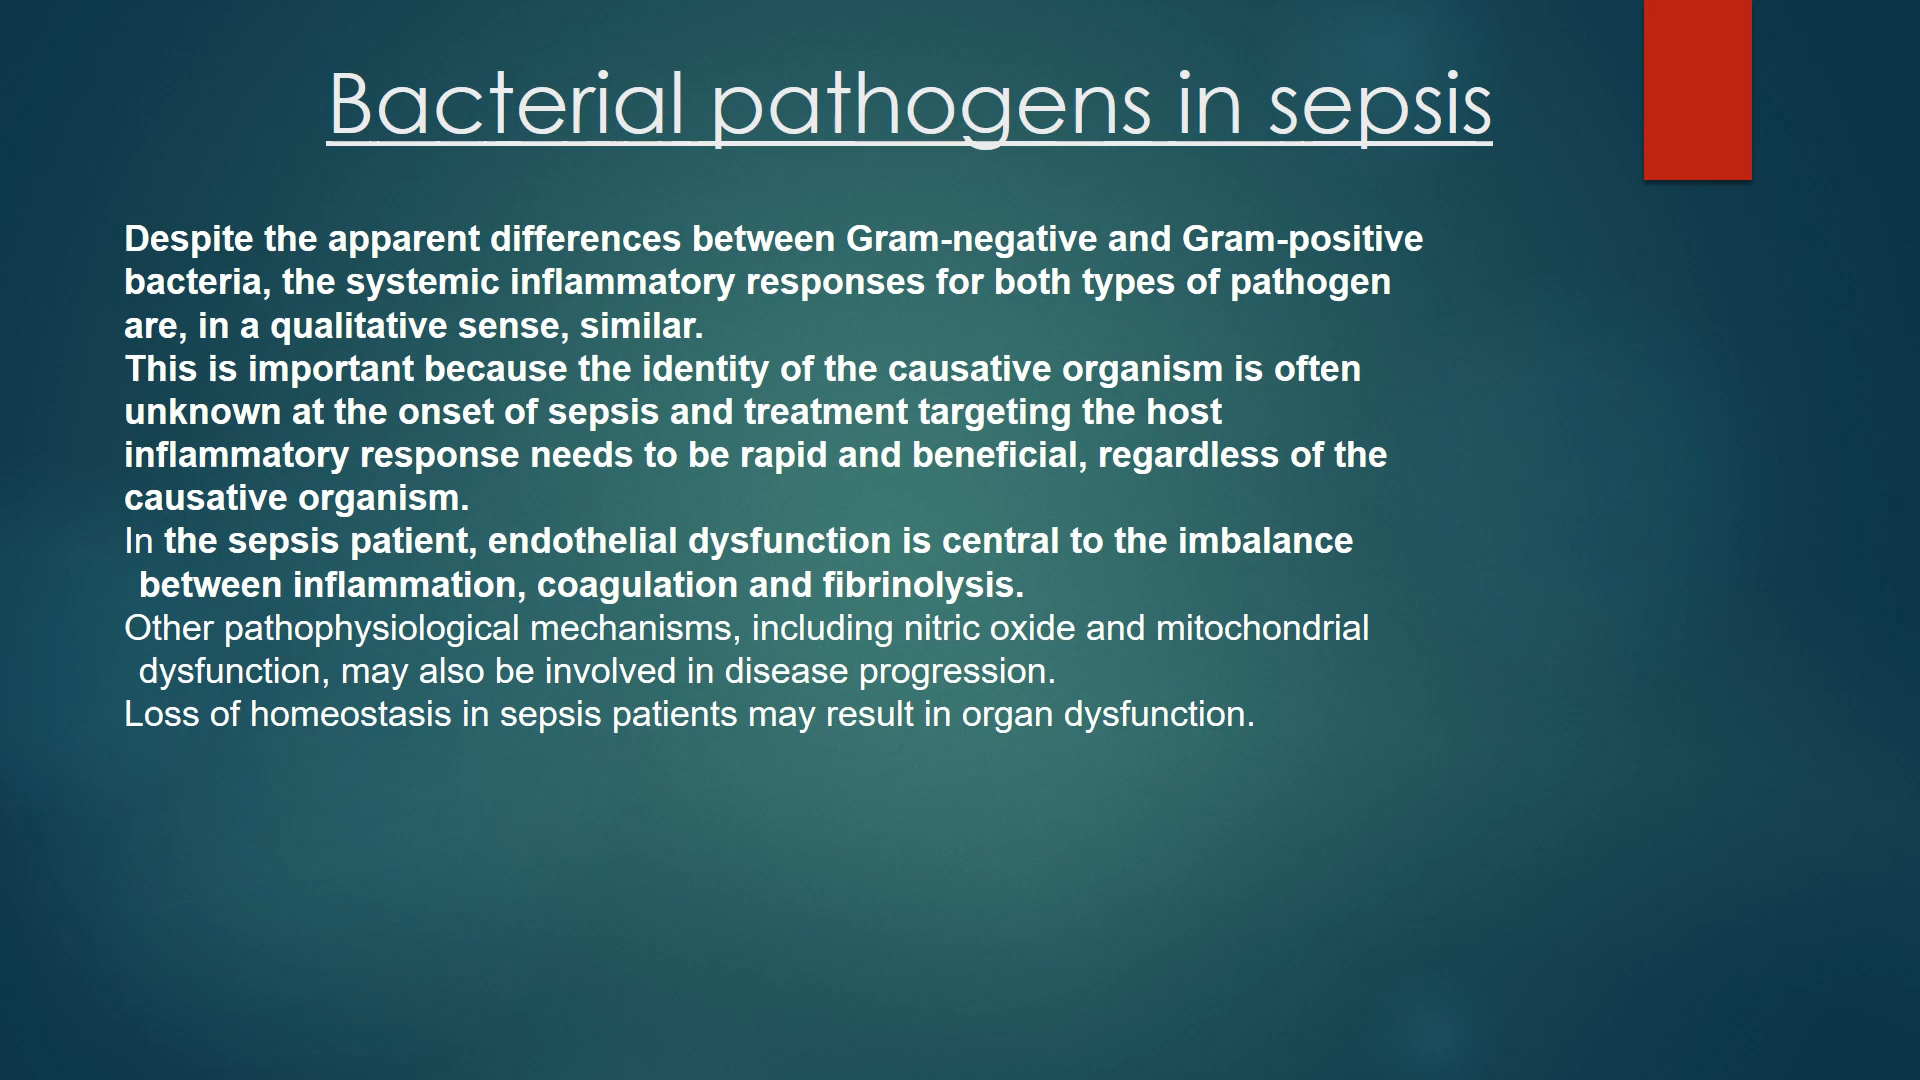 Bacterial pathogens in sepsis
Despite the apparent differences between Gram-negative and Gram-positive
bacteria, the systemic inflammatory responses for both types of pathogen
are, in a qualitative sense, similar.
This is important because the identity of the causative organism is often
unknown at the onset of sepsis and treatment targeting the host
inflammatory response needs to be rapid and beneficial, regardless of the
causative organism.
In the sepsis patient, endothelial dysfunction is central to the imbalance
between inflammation, coagulation and fibrinolysis.
Other pathophysiological mechanisms, including nitric oxide and mitochondrial
dysfunction, may also be involved in disease progression.
Loss of homeostasis in sepsis patients may result in organ dysfunction.